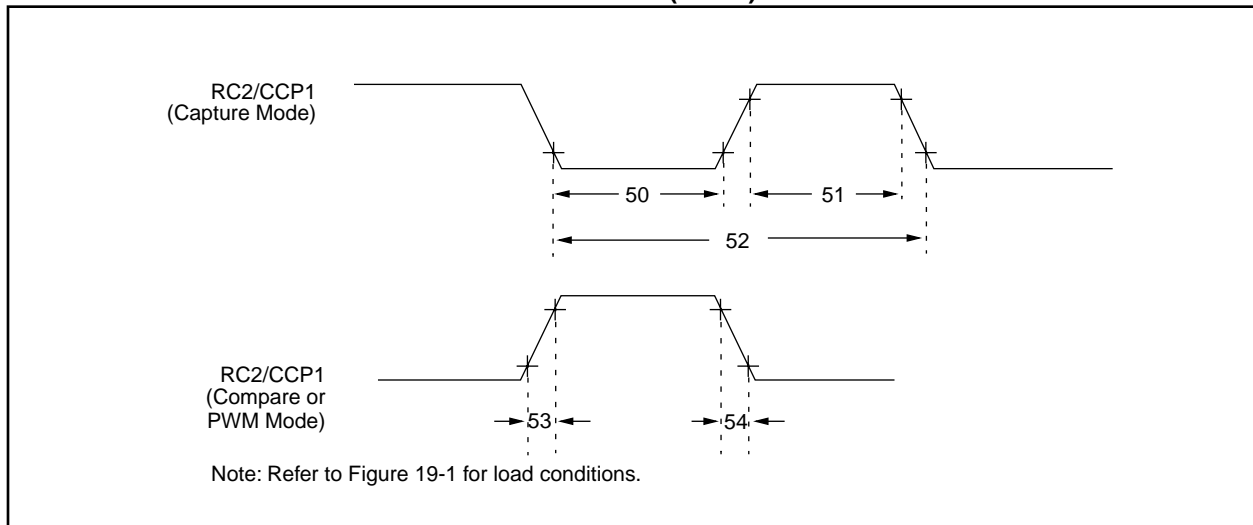 RC2/CCP1
(Capture Mode)
50
51
52
RC2/CCP1
(Compare or
PWM Mode)
53
54
Note: Refer to Figure 19-1 for load conditions.